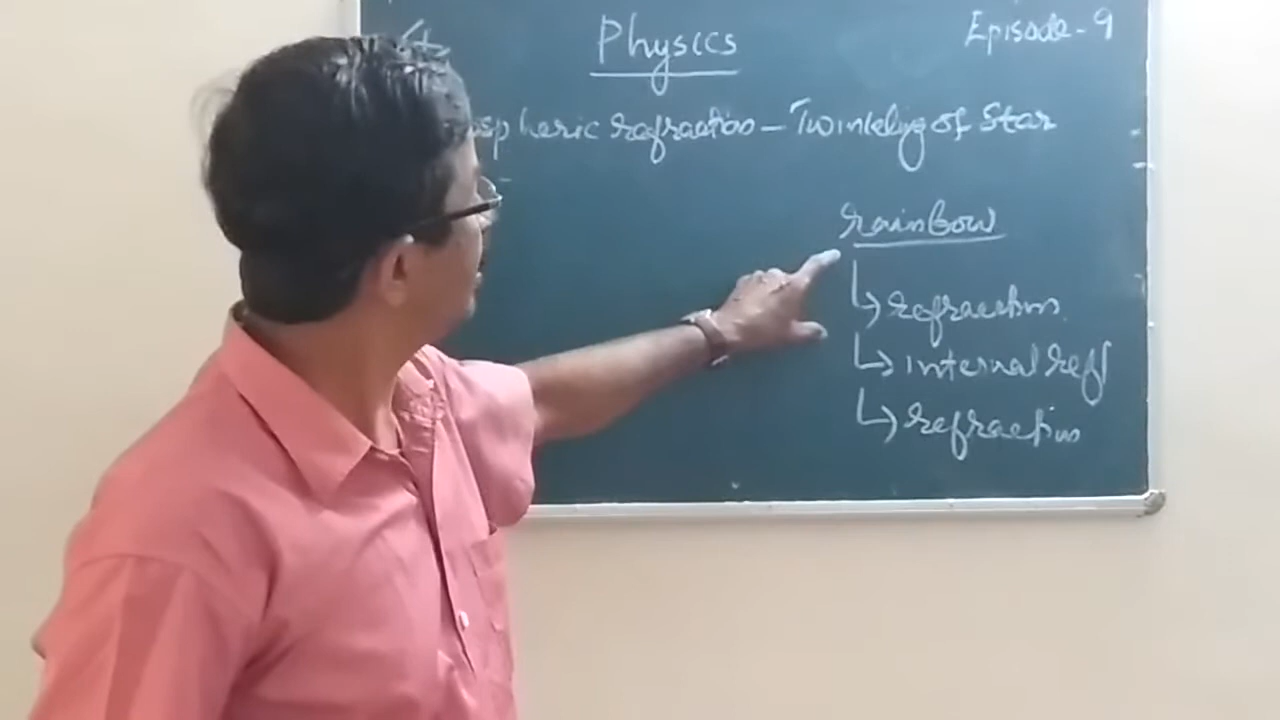 Physics
Episode-9
spheric refraction – Twinkling of Star
rainbow
↳ refraction
↳ internal refl
↳ refraction